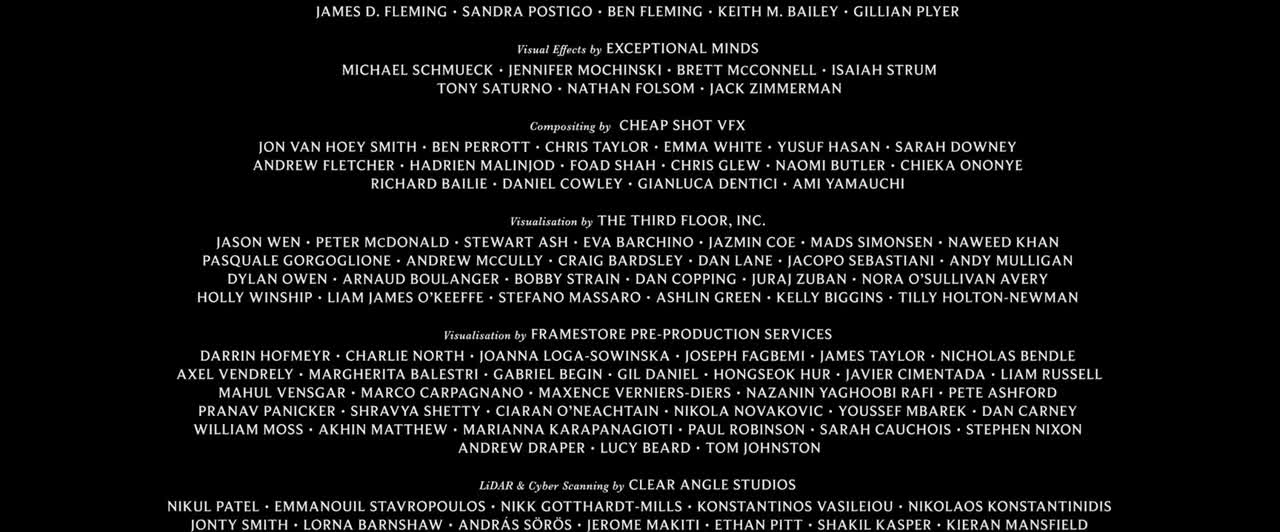 JAMES D. FLEMING • SANDRA POSTIGO • BEN FLEMING • KEITH M. BAILEY • GILLIAN PLYER
Visual Effects by EXCEPTIONAL MINDS
MICHAEL SCHMUECK • JENNIFER MOCHINSKI • BRETT McCONNELL • ISAIAH STRUM
TONY SATURNO • NATHAN FOLSOM • JACK ZIMMERMAN
Compositing by CHEAP SHOT VFX
JON VAN HOEY SMITH • BEN PERROTT • CHRIS TAYLOR • EMMA WHITE • YUSUF HASAN • SARAH DOWNEY
ANDREW FLETCHER • HADRIEN MALINJOD • FOAD SHAH • CHRIS GLEW • NAOMI BUTLER • CHIEKA ONONYE
RICHARD BAILIE • DANIEL COWLEY • GIANLUCA DENTICI • AMI YAMAUCHI
Visualisation by THE THIRD FLOOR, INC.
JASON WEN • PETER McDONALD • STEWART ASH • EVA BARCHINO • JAZMIN COE • MADS SIMONSEN • NAWEED KHAN
PASQUALE GORGOGLIONE • ANDREW McCULLY • CRAIG BARDSLEY • DAN LANE • JACOPO SEBASTIANI • ANDY MULLIGAN
DYLAN OWEN • ARNAUD BOULANGER • BOBBY STRAIN • DAN COPPING • JURAJ ZUBAN • NORA O'SULLIVAN AVERY
HOLLY WINSHIP • LIAM JAMES O'KEEFFE • STEFANO MASSARO • ASHLIN GREEN • KELLY BIGGINS • TILLY HOLTON-NEWMAN
Visualisation by FRAMESTORE PRE-PRODUCTION SERVICES
DARRIN HOFMEYR • CHARLIE NORTH • JOANNA LOGA-SOWINSKA • JOSEPH FAGBEMI • JAMES TAYLOR • NICHOLAS BENDLE
AXEL VENDRELY • MARGHERITA BALESTRI • GABRIEL BEGIN • GIL DANIEL • HONGSEOK HUR • JAVIER CIMENTADA • LIAM RUSSELL
MAHUL VENSGAR • MARCO CARPAGNANO • MAXENCE VERNIERS-DIERS • NAZANIN YAGHOOBI RAFI • PETE ASHFORD
PRANAV PANICKER • SHRAVYA SHETTY • CIARAN O'NEACHTAIN • NIKOLA NOVAKOVIC • YOUSSEF MBAREK • DAN CARNEY
WILLIAM MOSS • AKHIN MATTHEW • MARIANNA KARAPANAGIOTI • PAUL ROBINSON • SARAH CAUCHOIS • STEPHEN NIXON
ANDREW DRAPER • LUCY BEARD • TOM JOHNSTON
LiDAR & Cyber Scanning by CLEAR ANGLE STUDIOS
NIKUL PATEL • EMMANOUIL STAVROPOULOS • NIKK GOTTHARDT-MILLS • KONSTANTINOS VASILEIOU • NIKOLAOS KONSTANTINIDIS
JONTY SMITH • LORNA BARNSHAW • ANDRÁS SÖRÖS • JEROME MAKITI • ETHAN PITT • SHAKIL KASPER • KIERAN MANSFIELD